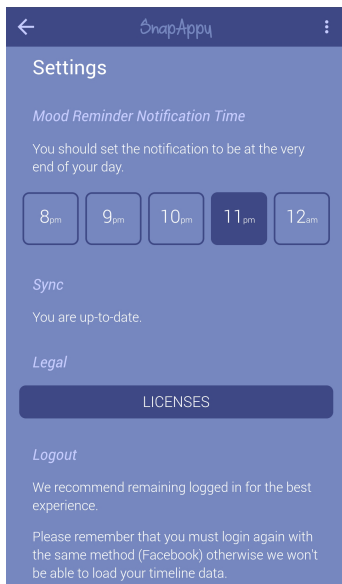 SnapAppy
Settings
Mood Reminder Notification Time
You should set the notification to be at the very
end of your day.
8pm 9pm 10pm 11pm 12am
Sync
You are up-to-date.
Legal
LICENSES
Logout
We recommend remaining logged in for the best
experience.
Please remember that you must login again with
the same method (Facebook) otherwise we won't
be able to load your timeline data.